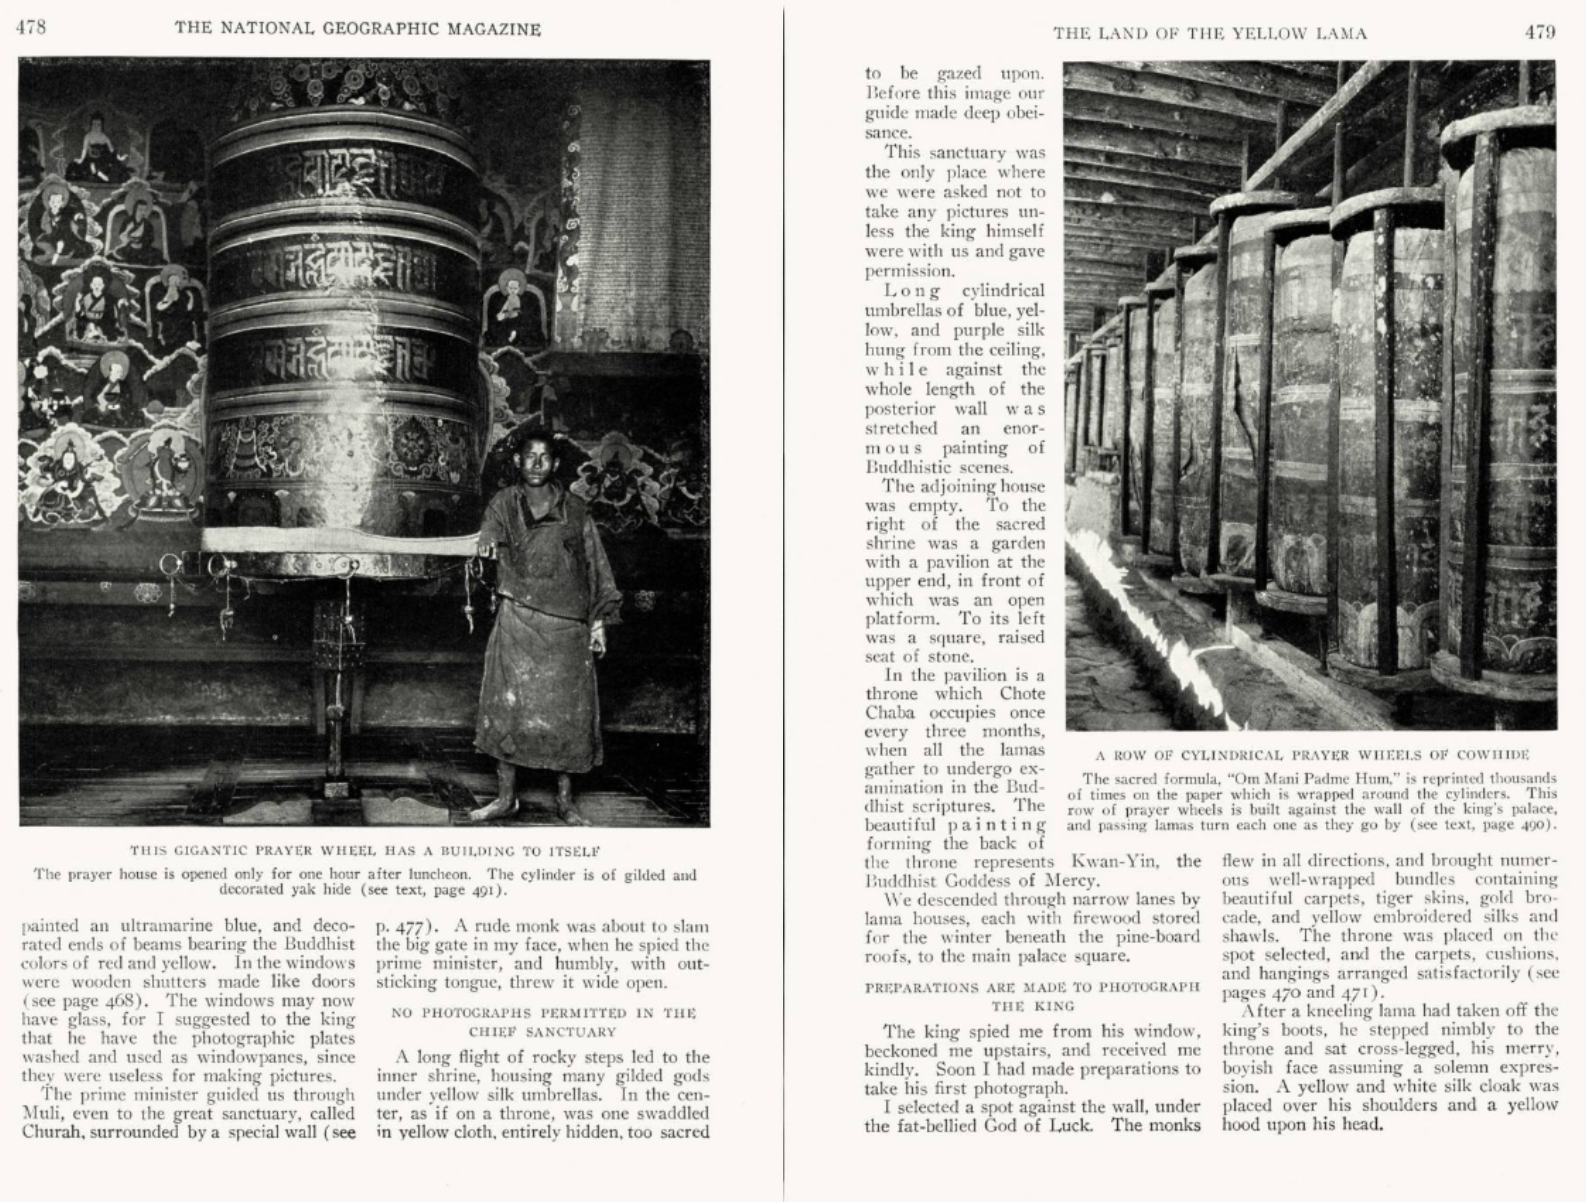 478
THE NATIONAL GEOGRAPHIC MAGAZINE
THIS GIGANTIC PRAYER WHEEL HAS A BUILDING TO ITSELF
The prayer house is opened only for one hour after luncheon. The cylinder is of gilded and
decorated yak hide (see text, page 491).
painted an ultramarine blue, and deco-
rated ends of beams bearing the Buddhist
colors of red and yellow. In the windows
were wooden shutters made like doors
(see page 468). The windows may now
have glass, for I suggested to the king
that he have the photographic plates
washed and used as windowpanes, since
they were useless for making pictures.
The prime minister guided us through
Muli, even to the great sanctuary, called
Churah, surrounded by a special wall (see
p. 477). A rude monk was about to slam
the big gate in my face, when he spied the
prime minister, and humbly, with out-
sticking tongue, threw it wide open.
NO PHOTOGRAPHS PERMITTED IN THE
CHIEF SANCTUARY
A long flight of rocky steps led to the
inner shrine, housing many gilded gods
under yellow silk umbrellas. In the cen-
ter, as if on a throne, was one swaddled
in yellow cloth, entirely hidden, too sacred
THE LAND OF THE YELLOW LAMA
479
to be gazed upon.
Before this image our
guide made deep obei-
sance.
This sanctuary was
the only place where
we were asked not to
take any pictures un-
less the king himself
were with us and gave
permission.
Long cylindrical
umbrellas of blue, yel-
low, and purple silk
hung from the ceiling,
while against the
whole length of the
posterior wall was
stretched an enor-
mous painting of
Buddhistic scenes.
The adjoining house
was empty. To the
right of the sacred
shrine was a garden
with a pavilion at the
upper end, in front of
which was an open
platform. To its left
was a square, raised
seat of stone.
In the pavilion is a
throne which Chote
Chaba occupies once
every three months,
when all the lamas
gather to undergo ex-
amination in the Bud-
dhist scriptures. The
beautiful painting
forming the back of
the throne represents Kwan-Yin, the
Buddhist Goddess of Mercy.
We descended through narrow lanes by
lama houses, each with firewood stored
for the winter beneath the pine-board
roofs, to the main palace square.
PREPARATIONS ARE MADE TO PHOTOGRAPH
THE KING
The king spied me from his window,
beckoned me upstairs, and received me
kindly. Soon I had made preparations to
take his first photograph.
I selected a spot against the wall, under
the fat-bellied God of Luck. The monks
A ROW OF CYLINDRICAL PRAYER WHEELS OF COWHIDE
The sacred formula, "Om Mani Padme Hum," is reprinted thousands
of times on the paper which is wrapped around the cylinders. This
row of prayer wheels is built against the wall of the king's palace,
and passing lamas turn each one as they go by (see text, page 490).
flew in all directions, and brought numer-
ous well-wrapped bundles containing
beautiful carpets, tiger skins, gold bro-
cade, and yellow embroidered silks and
shawls. The throne was placed on the
spot selected, and the carpets, cushions,
and hangings arranged satisfactorily (see
pages 470 and 471).
After a kneeling lama had taken off the
king's boots, he stepped nimbly to the
throne and sat cross-legged, his merry,
boyish face assuming a solemn expres-
sion. A yellow and white silk cloak was
placed over his shoulders and a yellow
hood upon his head.